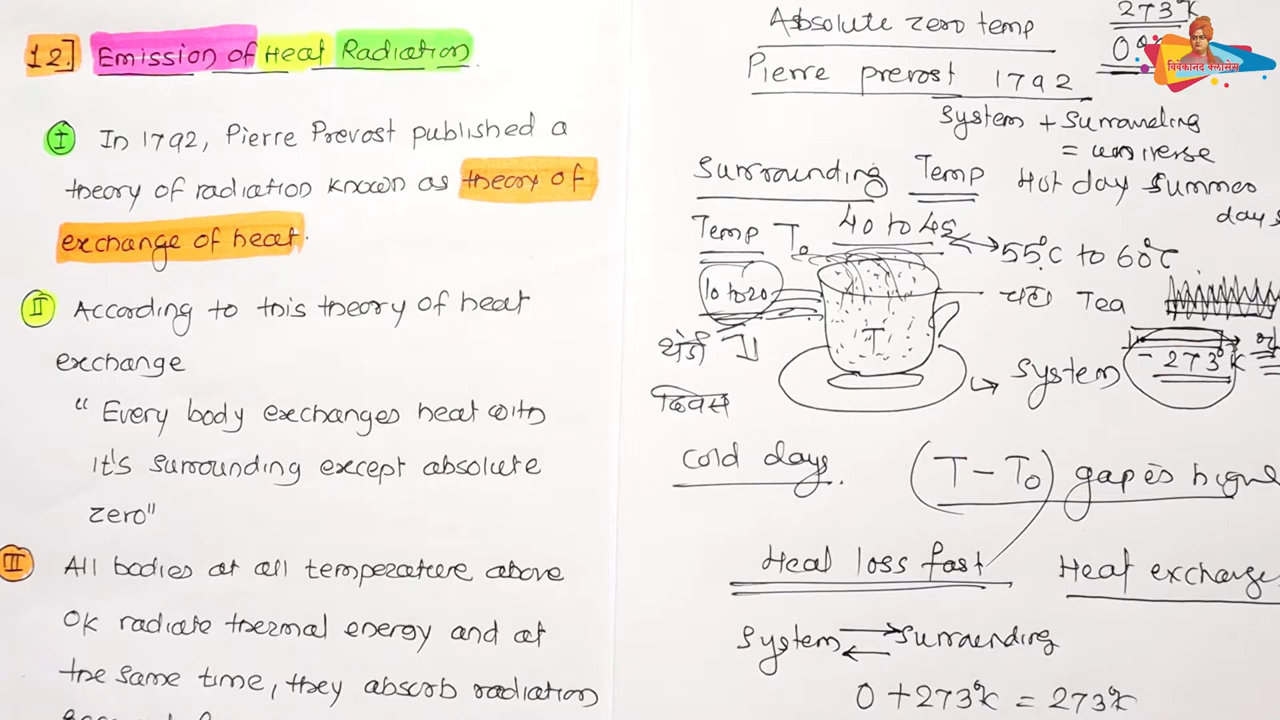 12] Emission of Heat Radiation.
I In 1792, Pierre Prevost published a
theory of radiation known as theory of
exchange of heat.
II According to this theory of heat
exchange
" Every body exchanges heat with
it's surrounding except absolute
zero"
III All bodies at all temperature above
0K radiate thermal energy and at
the same time, they absorb radiation
Absolute zero temp
273°K
0°
विवेकानंद क्लासेस
Pierre prevost 1792
System + Surrounding
= universe
Surrounding Temp Hot day Summer
days
Temp T₀ 40 to 45 55°C to 60°C
10 to 20
चहा Tea
T
थंडी
दिवस
System
- 273°K
cold days.
(T - T₀) gap is
Heat loss fast
Heat exchange
System Surrounding
0 + 273°K = 273°K